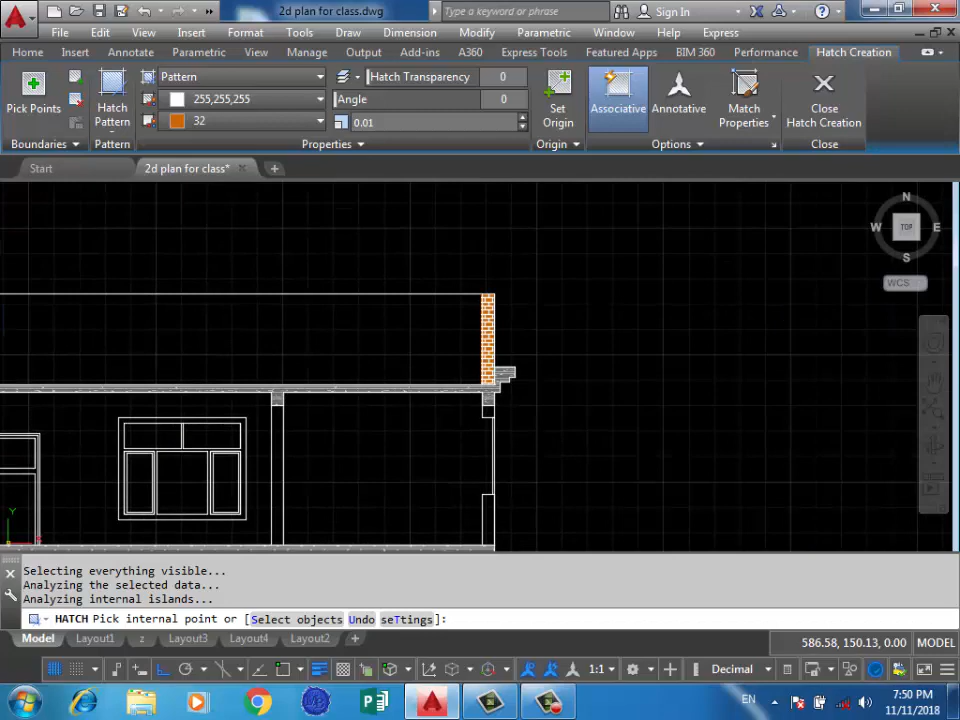 2d plan for class.dwg Type a keyword or phrase Sign In
File Edit View Insert Format Tools Draw Dimension Modify Parametric Window Help Express
Home Insert Annotate Parametric View Manage Output Add-ins A360 Express Tools Featured Apps BIM 360 Performance Hatch Creation
Pick Points
Hatch Pattern
Pattern
255,255,255
32
Hatch Transparency 0
Angle 0
0.01
Set Origin
Associative
Annotative
Match Properties
Close Hatch Creation
Boundaries Pattern Properties Origin Options Close
Start 2d plan for class*
N
W TOP E
S
WCS
Y
Selecting everything visible...
Analyzing the selected data...
Analyzing internal islands...
HATCH Pick internal point or [Select objects Undo seTtings]:
Model Layout1 z Layout3 Layout4 Layout2
586.58, 150.13, 0.00 MODEL
1:1 Decimal
EN 7:50 PM
11/11/2018